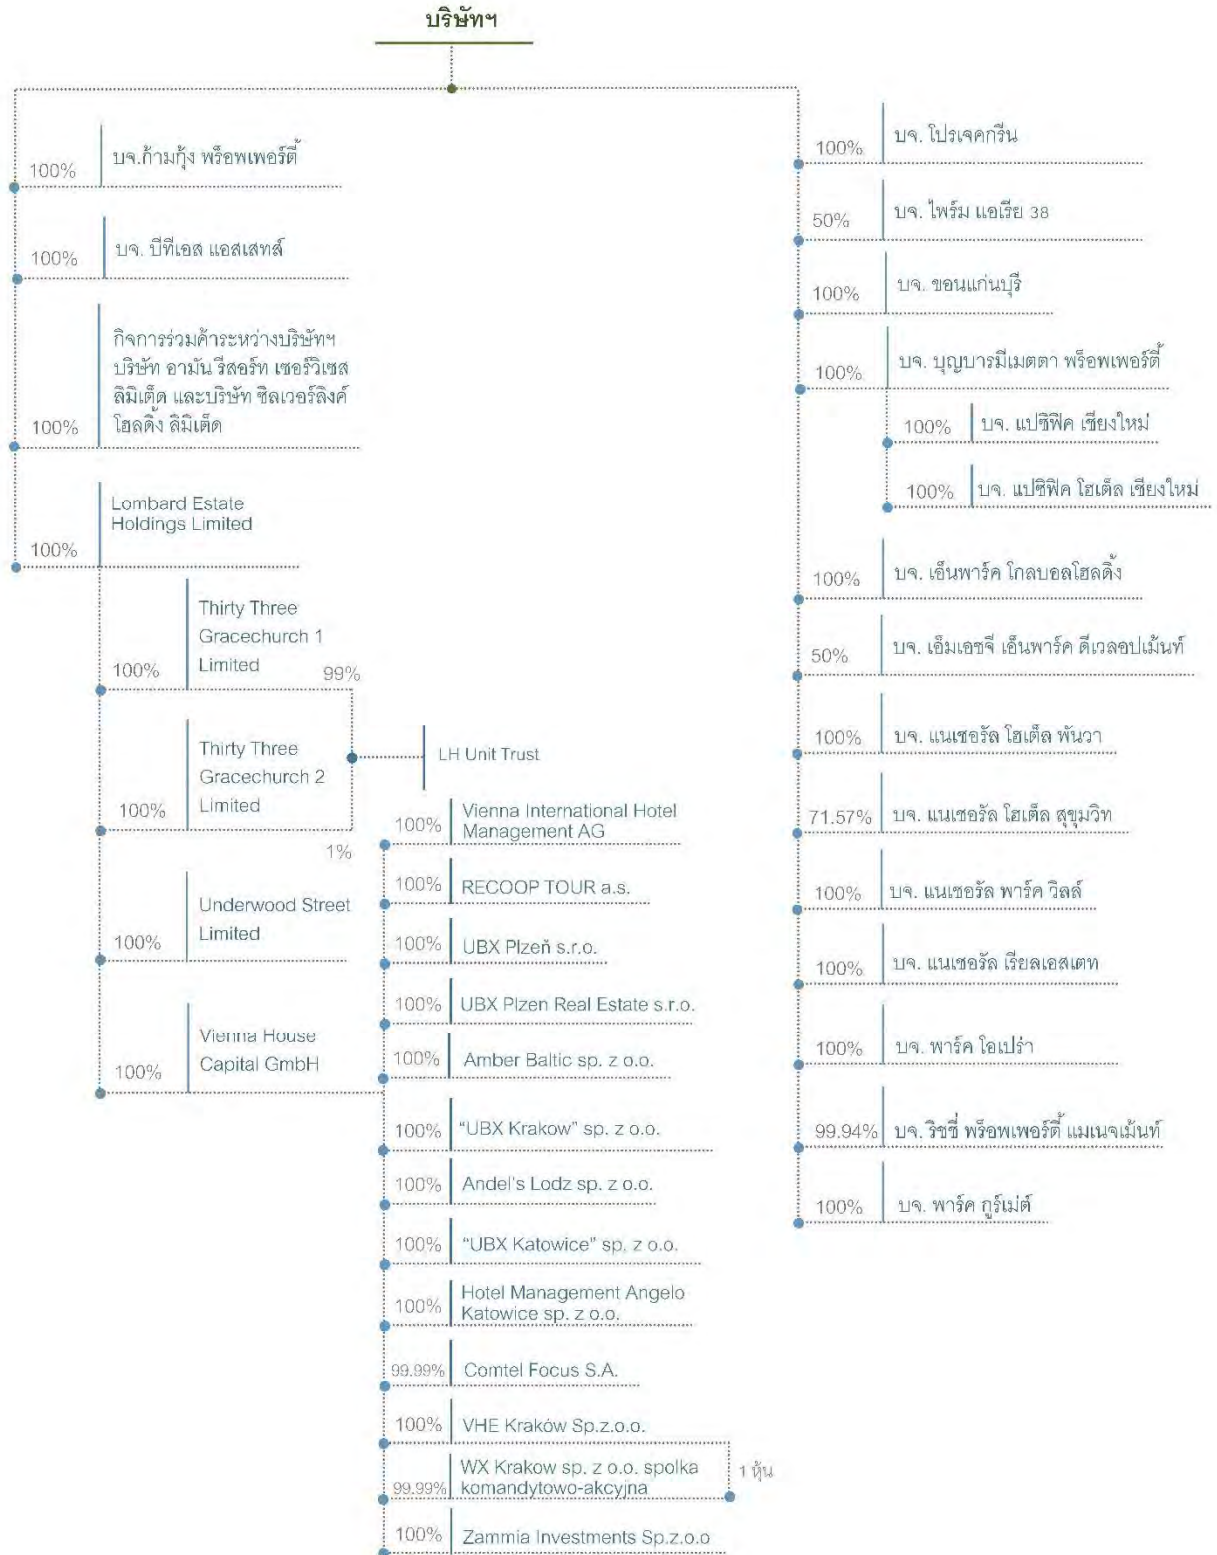 บริษัทฯ
100%
บจ.ก้ามกุ้ง พร็อพเพอร์ตี้
100%
บจ. บีทีเอส แอสเสทส์
100%
กิจการร่วมค้าระหว่างบริษัทฯ
บริษัท อามัน รีสอร์ท เซอร์วิเซส
ลิมิเต็ด และบริษัท ซิลเวอร์ลิงค์
โฮลดิ้ง ลิมิเต็ด
100%
Lombard Estate
Holdings Limited
100%
Thirty Three
Gracechurch 1
Limited
99%
100%
Thirty Three
Gracechurch 2
Limited
1%
LH Unit Trust
100%
Underwood Street
Limited
100%
Vienna House
Capital GmbH
100%
Vienna International Hotel
Management AG
100%
RECOOP TOUR a.s.
100%
UBX Plzeň s.r.o.
100%
UBX Plzen Real Estate s.r.o.
100%
Amber Baltic sp. z o.o.
100%
“UBX Krakow” sp. z o.o.
100%
Andel's Lodz sp. z o.o.
100%
“UBX Katowice” sp. z o.o.
100%
Hotel Management Angelo
Katowice sp. z o.o.
99.99%
Comtel Focus S.A.
100%
VHE Kraków Sp.z.o.o.
99.99%
WX Krakow sp. z o.o. spolka
komandytowo-akcyjna
1 หุ้น
100%
Zammia Investments Sp.z.o.o
100%
บจ. โปรเจคกรีน
50%
บจ. ไพร์ม แอเรีย 38
100%
บจ. ขอนแก่นบุรี
100%
บจ. บุญบารมีเมตตา พร็อพเพอร์ตี้
100%
บจ. แปซิฟิค เชียงใหม่
100%
บจ. แปซิฟิค โฮเต็ล เชียงใหม่
100%
บจ. เอ็นพาร์ค โกลบอลโฮลดิ้ง
50%
บจ. เอ็มเอชจี เอ็นพาร์ค ดีเวลอปเม้นท์
100%
บจ. แนเชอรัล โฮเต็ล พันวา
71.57%
บจ. แนเชอรัล โฮเต็ล สุขุมวิท
100%
บจ. แนเชอรัล พาร์ค วิลล์
100%
บจ. แนเชอรัล เรียลเอสเตท
100%
บจ. พาร์ค โอเปร่า
99.94%
บจ. ริชชี่ พร็อพเพอร์ตี้ แมเนจเม้นท์
100%
บจ. พาร์ค กูร์เม่ต์